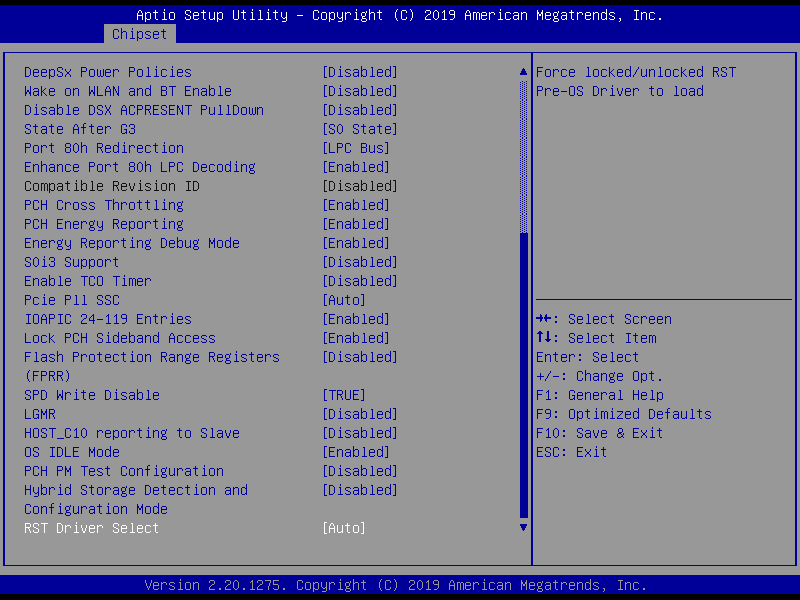 Aptio Setup Utility – Copyright (C) 2019 American Megatrends, Inc.
Chipset
DeepSx Power Policies [Disabled]
Wake on WLAN and BT Enable [Disabled]
Disable DSX ACPRESENT PullDown [Disabled]
State After G3 [S0 State]
Port 80h Redirection [LPC Bus]
Enhance Port 80h LPC Decoding [Enabled]
Compatible Revision ID [Disabled]
PCH Cross Throttling [Enabled]
PCH Energy Reporting [Enabled]
Energy Reporting Debug Mode [Enabled]
S0i3 Support [Disabled]
Enable TCO Timer [Disabled]
Pcie Pll SSC [Auto]
IOAPIC 24-119 Entries [Enabled]
Lock PCH Sideband Access [Enabled]
Flash Protection Range Registers [Disabled]
(FPRR)
SPD Write Disable [TRUE]
LGMR [Disabled]
HOST_C10 reporting to Slave [Disabled]
OS IDLE Mode [Enabled]
PCH PM Test Configuration [Disabled]
Hybrid Storage Detection and [Disabled]
Configuration Mode
RST Driver Select [Auto]
Force locked/unlocked RST
Pre-OS Driver to load
→←: Select Screen
↑↓: Select Item
Enter: Select
+/-: Change Opt.
F1: General Help
F9: Optimized Defaults
F10: Save & Exit
ESC: Exit
Version 2.20.1275. Copyright (C) 2019 American Megatrends, Inc.